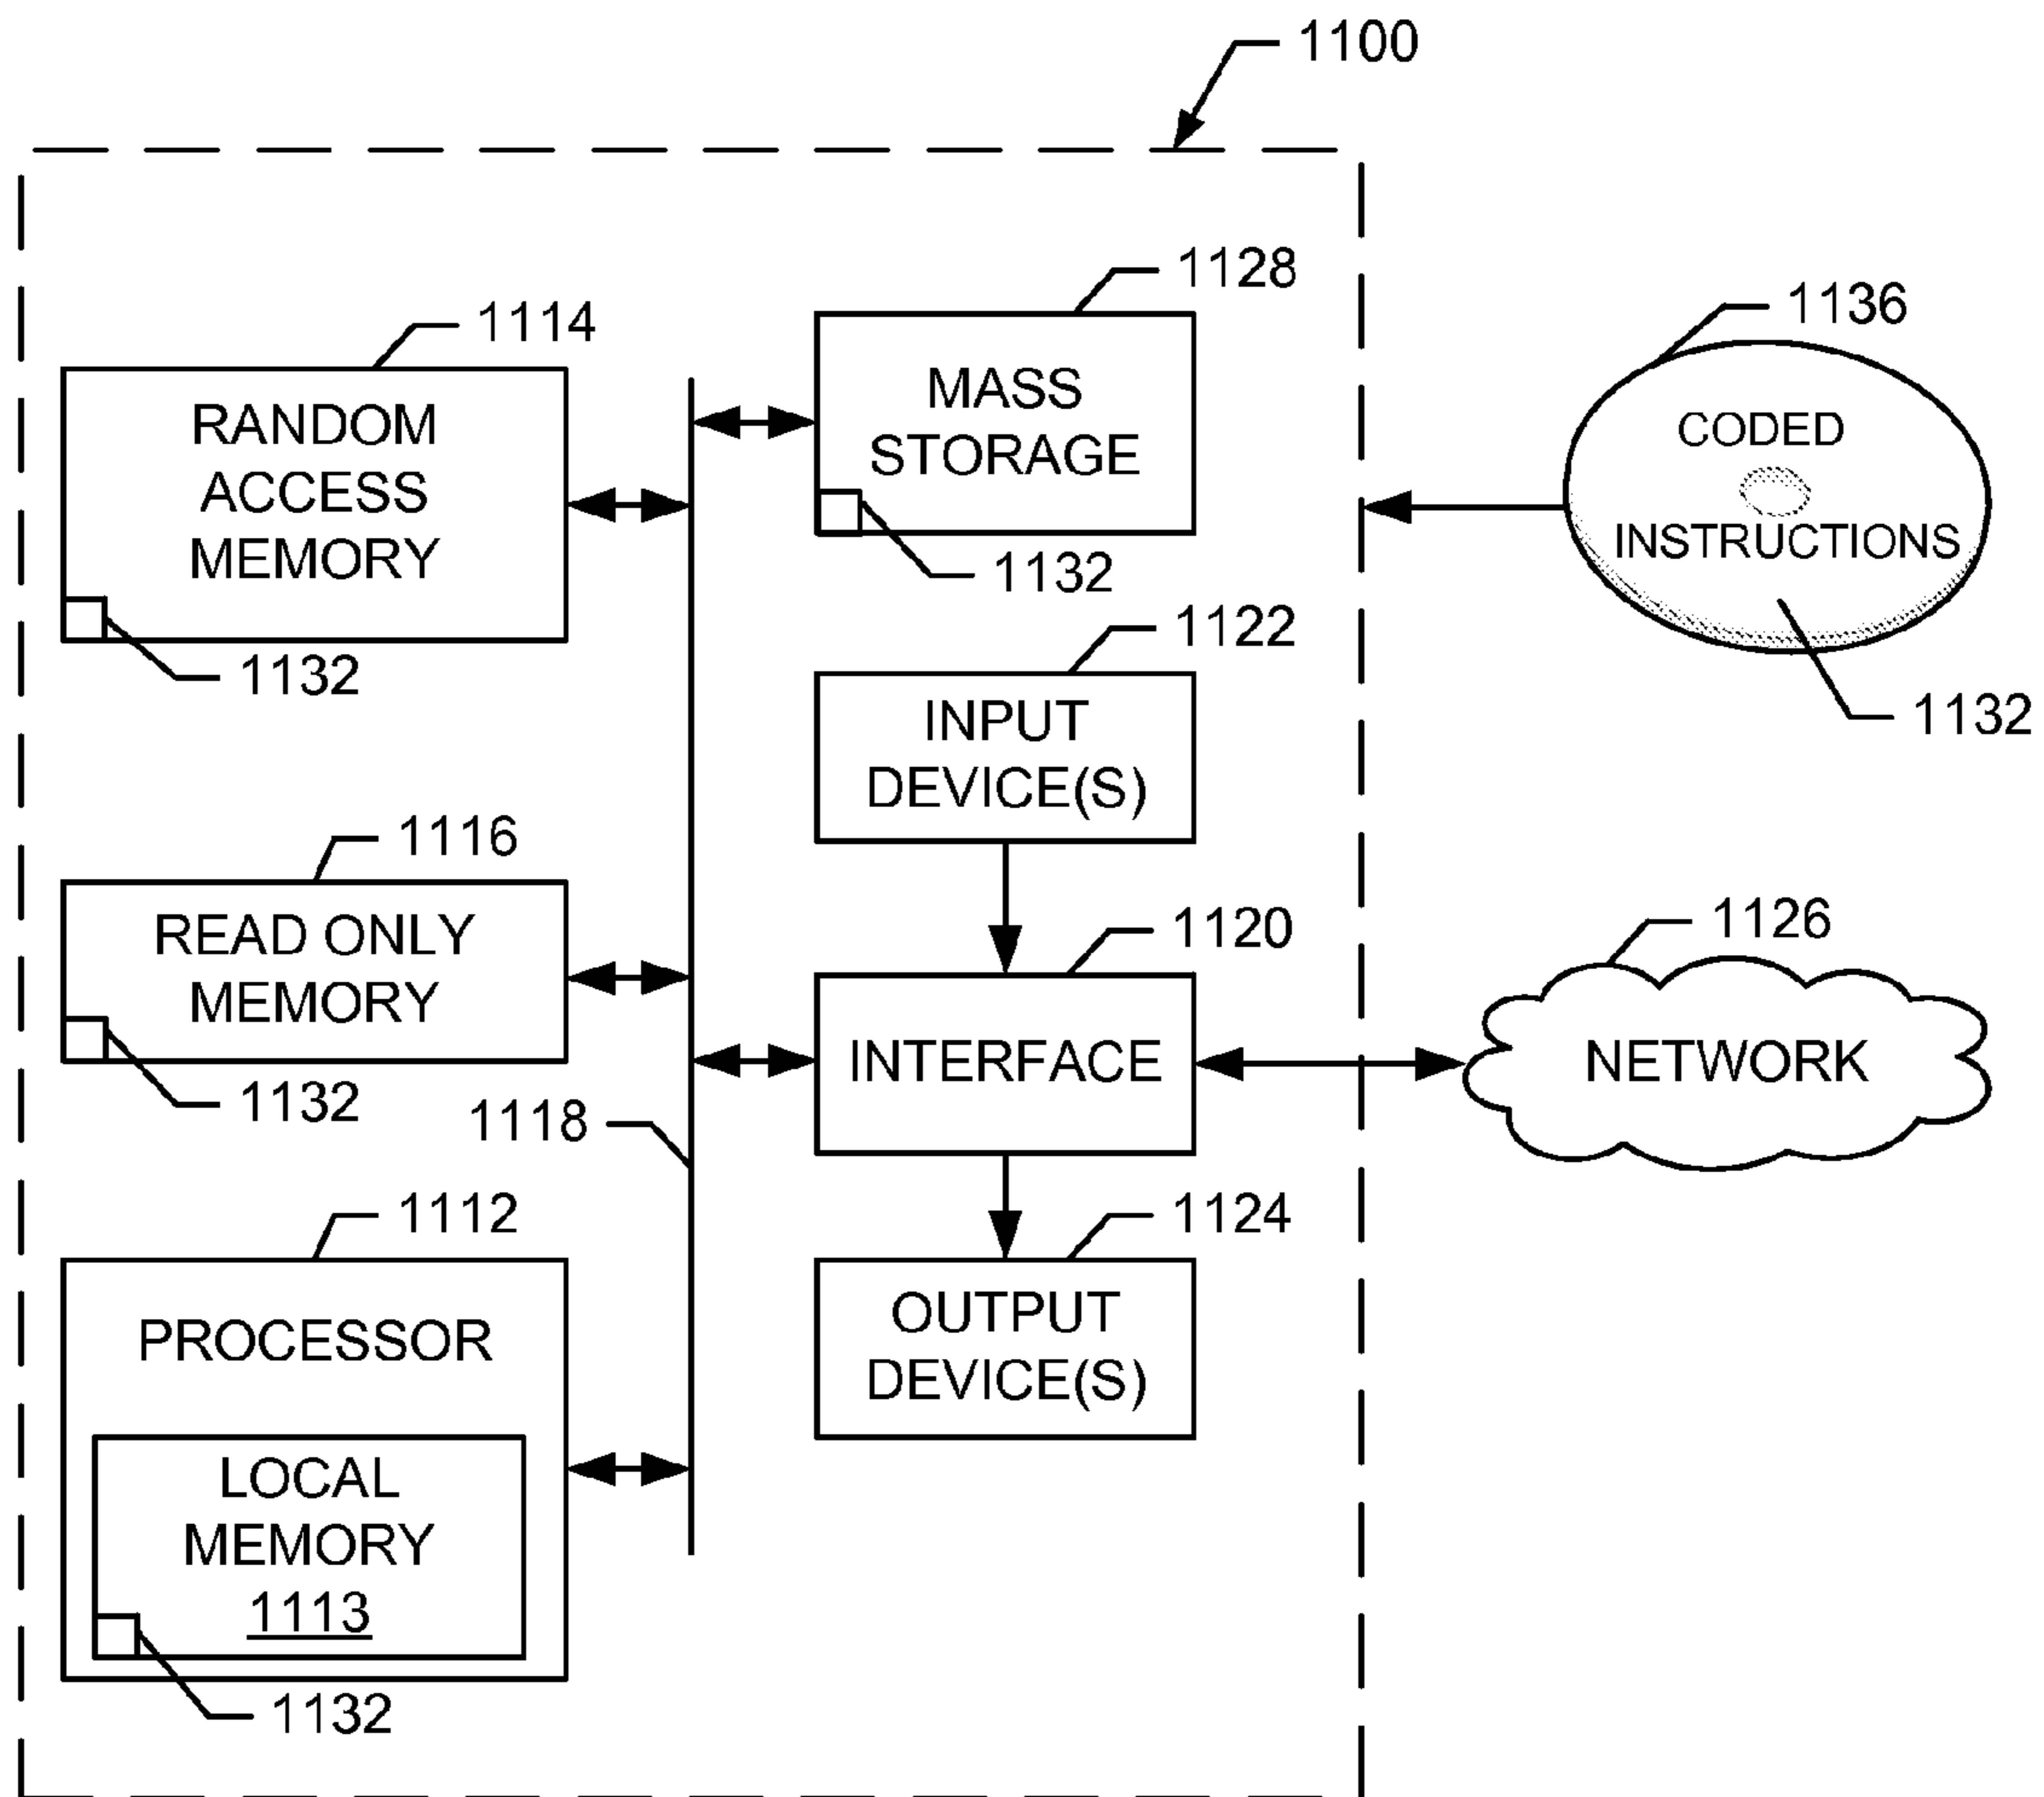 1100
1128
1136
1114
MASS
STORAGE
RANDOM
ACCESS
MEMORY
CODED
INSTRUCTIONS
1132
1122
1132
1132
INPUT
DEVICE(S)
1116
READ ONLY
MEMORY
1120
1126
INTERFACE
NETWORK
1132
1118
1112
1124
PROCESSOR
OUTPUT
DEVICE(S)
LOCAL
MEMORY
1113
1132